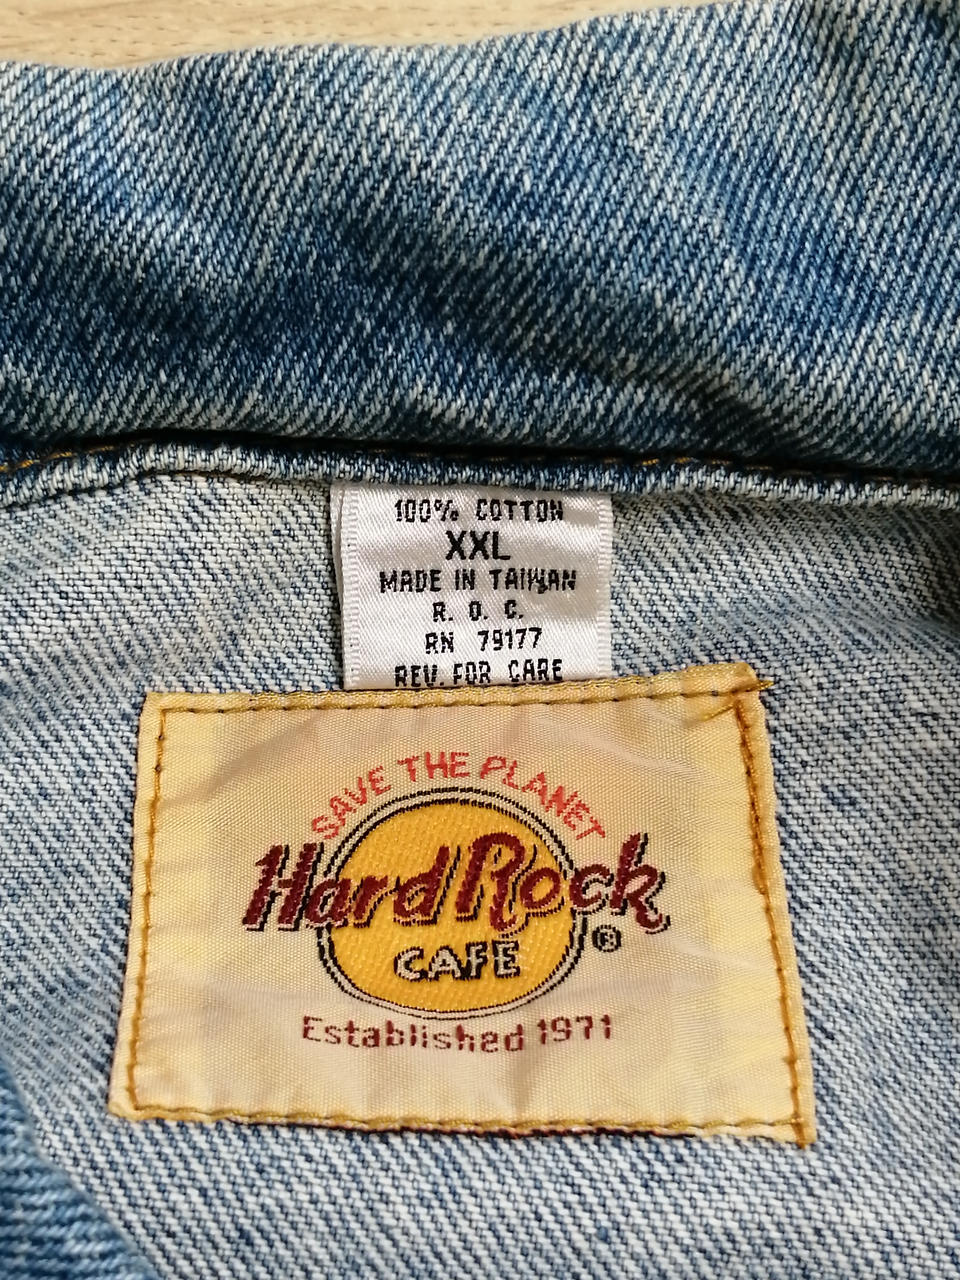 100% COTTON
XXL
MADE IN TAIWAN
R. O. C.
RN 79177
REV. FOR CARE
SAVE THE PLANET
Hard Rock
CAFE
®
Established 1971